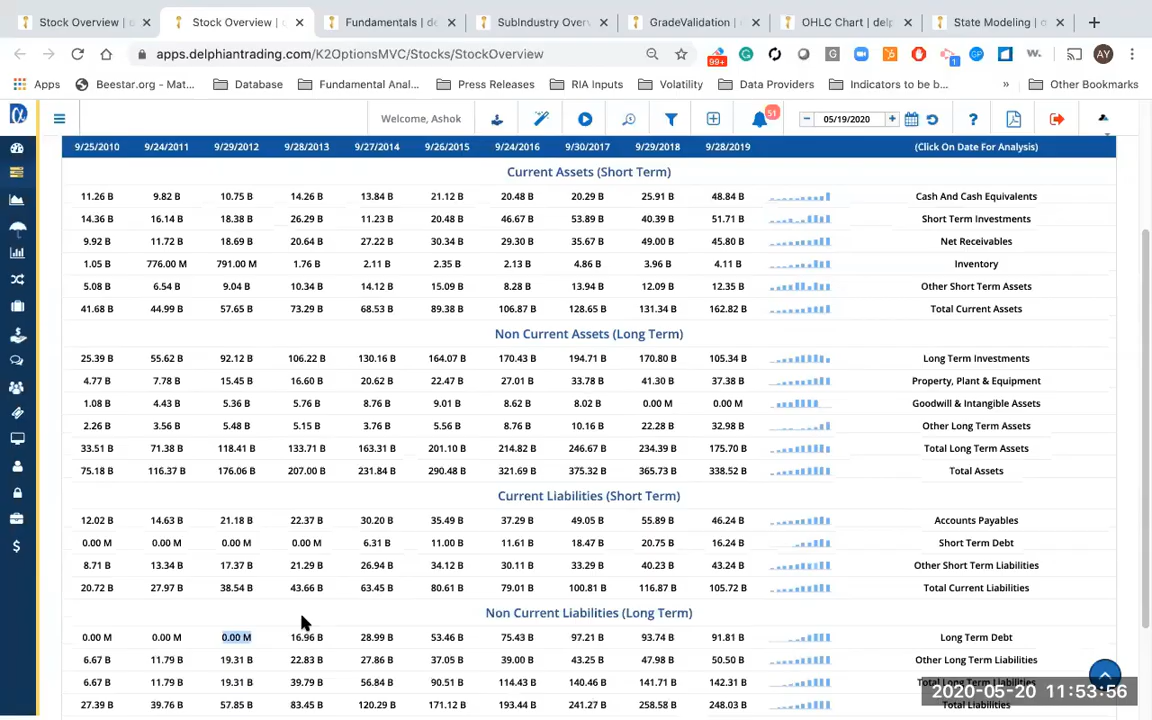 Stock Overview | d
Stock Overview |
Fundamentals | de
SubIndustry Over
GradeValidation |
OHLC Chart | delp
State Modeling | c
apps.delphiantrading.com/K2OptionsMVC/Stocks/StockOverview
99+
1
AY
Apps
Beestar.org - Mat...
Database
Fundamental Anal...
Press Releases
RIA Inputs
Volatility
Data Providers
Indicators to be b...
»
Other Bookmarks
Welcome, Ashok
51
05/19/2020
9/25/2010 9/24/2011 9/29/2012 9/28/2013 9/27/2014 9/26/2015 9/24/2016 9/30/2017 9/29/2018 9/28/2019 (Click On Date For Analysis)
Current Assets (Short Term)
11.26 B 9.82 B 10.75 B 14.26 B 13.84 B 21.12 B 20.48 B 20.29 B 25.91 B 48.84 B Cash And Cash Equivalents
14.36 B 16.14 B 18.38 B 26.29 B 11.23 B 20.48 B 46.67 B 53.89 B 40.39 B 51.71 B Short Term Investments
9.92 B 11.72 B 18.69 B 20.64 B 27.22 B 30.34 B 29.30 B 35.67 B 49.00 B 45.80 B Net Receivables
1.05 B 776.00 M 791.00 M 1.76 B 2.11 B 2.35 B 2.13 B 4.86 B 3.96 B 4.11 B Inventory
5.08 B 6.54 B 9.04 B 10.34 B 14.12 B 15.09 B 8.28 B 13.94 B 12.09 B 12.35 B Other Short Term Assets
41.68 B 44.99 B 57.65 B 73.29 B 68.53 B 89.38 B 106.87 B 128.65 B 131.34 B 162.82 B Total Current Assets
Non Current Assets (Long Term)
25.39 B 55.62 B 92.12 B 106.22 B 130.16 B 164.07 B 170.43 B 194.71 B 170.80 B 105.34 B Long Term Investments
4.77 B 7.78 B 15.45 B 16.60 B 20.62 B 22.47 B 27.01 B 33.78 B 41.30 B 37.38 B Property, Plant & Equipment
1.08 B 4.43 B 5.36 B 5.76 B 8.76 B 9.01 B 8.62 B 8.02 B 0.00 M 0.00 M Goodwill & Intangible Assets
2.26 B 3.56 B 5.48 B 5.15 B 3.76 B 5.56 B 8.76 B 10.16 B 22.28 B 32.98 B Other Long Term Assets
33.51 B 71.38 B 118.41 B 133.71 B 163.31 B 201.10 B 214.82 B 246.67 B 234.39 B 175.70 B Total Long Term Assets
75.18 B 116.37 B 176.06 B 207.00 B 231.84 B 290.48 B 321.69 B 375.32 B 365.73 B 338.52 B Total Assets
Current Liabilities (Short Term)
12.02 B 14.63 B 21.18 B 22.37 B 30.20 B 35.49 B 37.29 B 49.05 B 55.89 B 46.24 B Accounts Payables
0.00 M 0.00 M 0.00 M 0.00 M 6.31 B 11.00 B 11.61 B 18.47 B 20.75 B 16.24 B Short Term Debt
8.71 B 13.34 B 17.37 B 21.29 B 26.94 B 34.12 B 30.11 B 33.29 B 40.23 B 43.24 B Other Short Term Liabilities
20.72 B 27.97 B 38.54 B 43.66 B 63.45 B 80.61 B 79.01 B 100.81 B 116.87 B 105.72 B Total Current Liabilities
Non Current Liabilities (Long Term)
0.00 M 0.00 M 0.00 M 16.96 B 28.99 B 53.46 B 75.43 B 97.21 B 93.74 B 91.81 B Long Term Debt
6.67 B 11.79 B 19.31 B 22.83 B 27.86 B 37.05 B 39.00 B 43.25 B 47.98 B 50.50 B Other Long Term Liabilities
6.67 B 11.79 B 19.31 B 39.79 B 56.84 B 90.51 B 114.43 B 140.46 B 141.71 B 142.31 B Total Long Term Liabilities
27.39 B 39.76 B 57.85 B 83.45 B 120.29 B 171.12 B 193.44 B 241.27 B 258.58 B 248.03 B Total Liabilities
2020-05-20 11:53:56